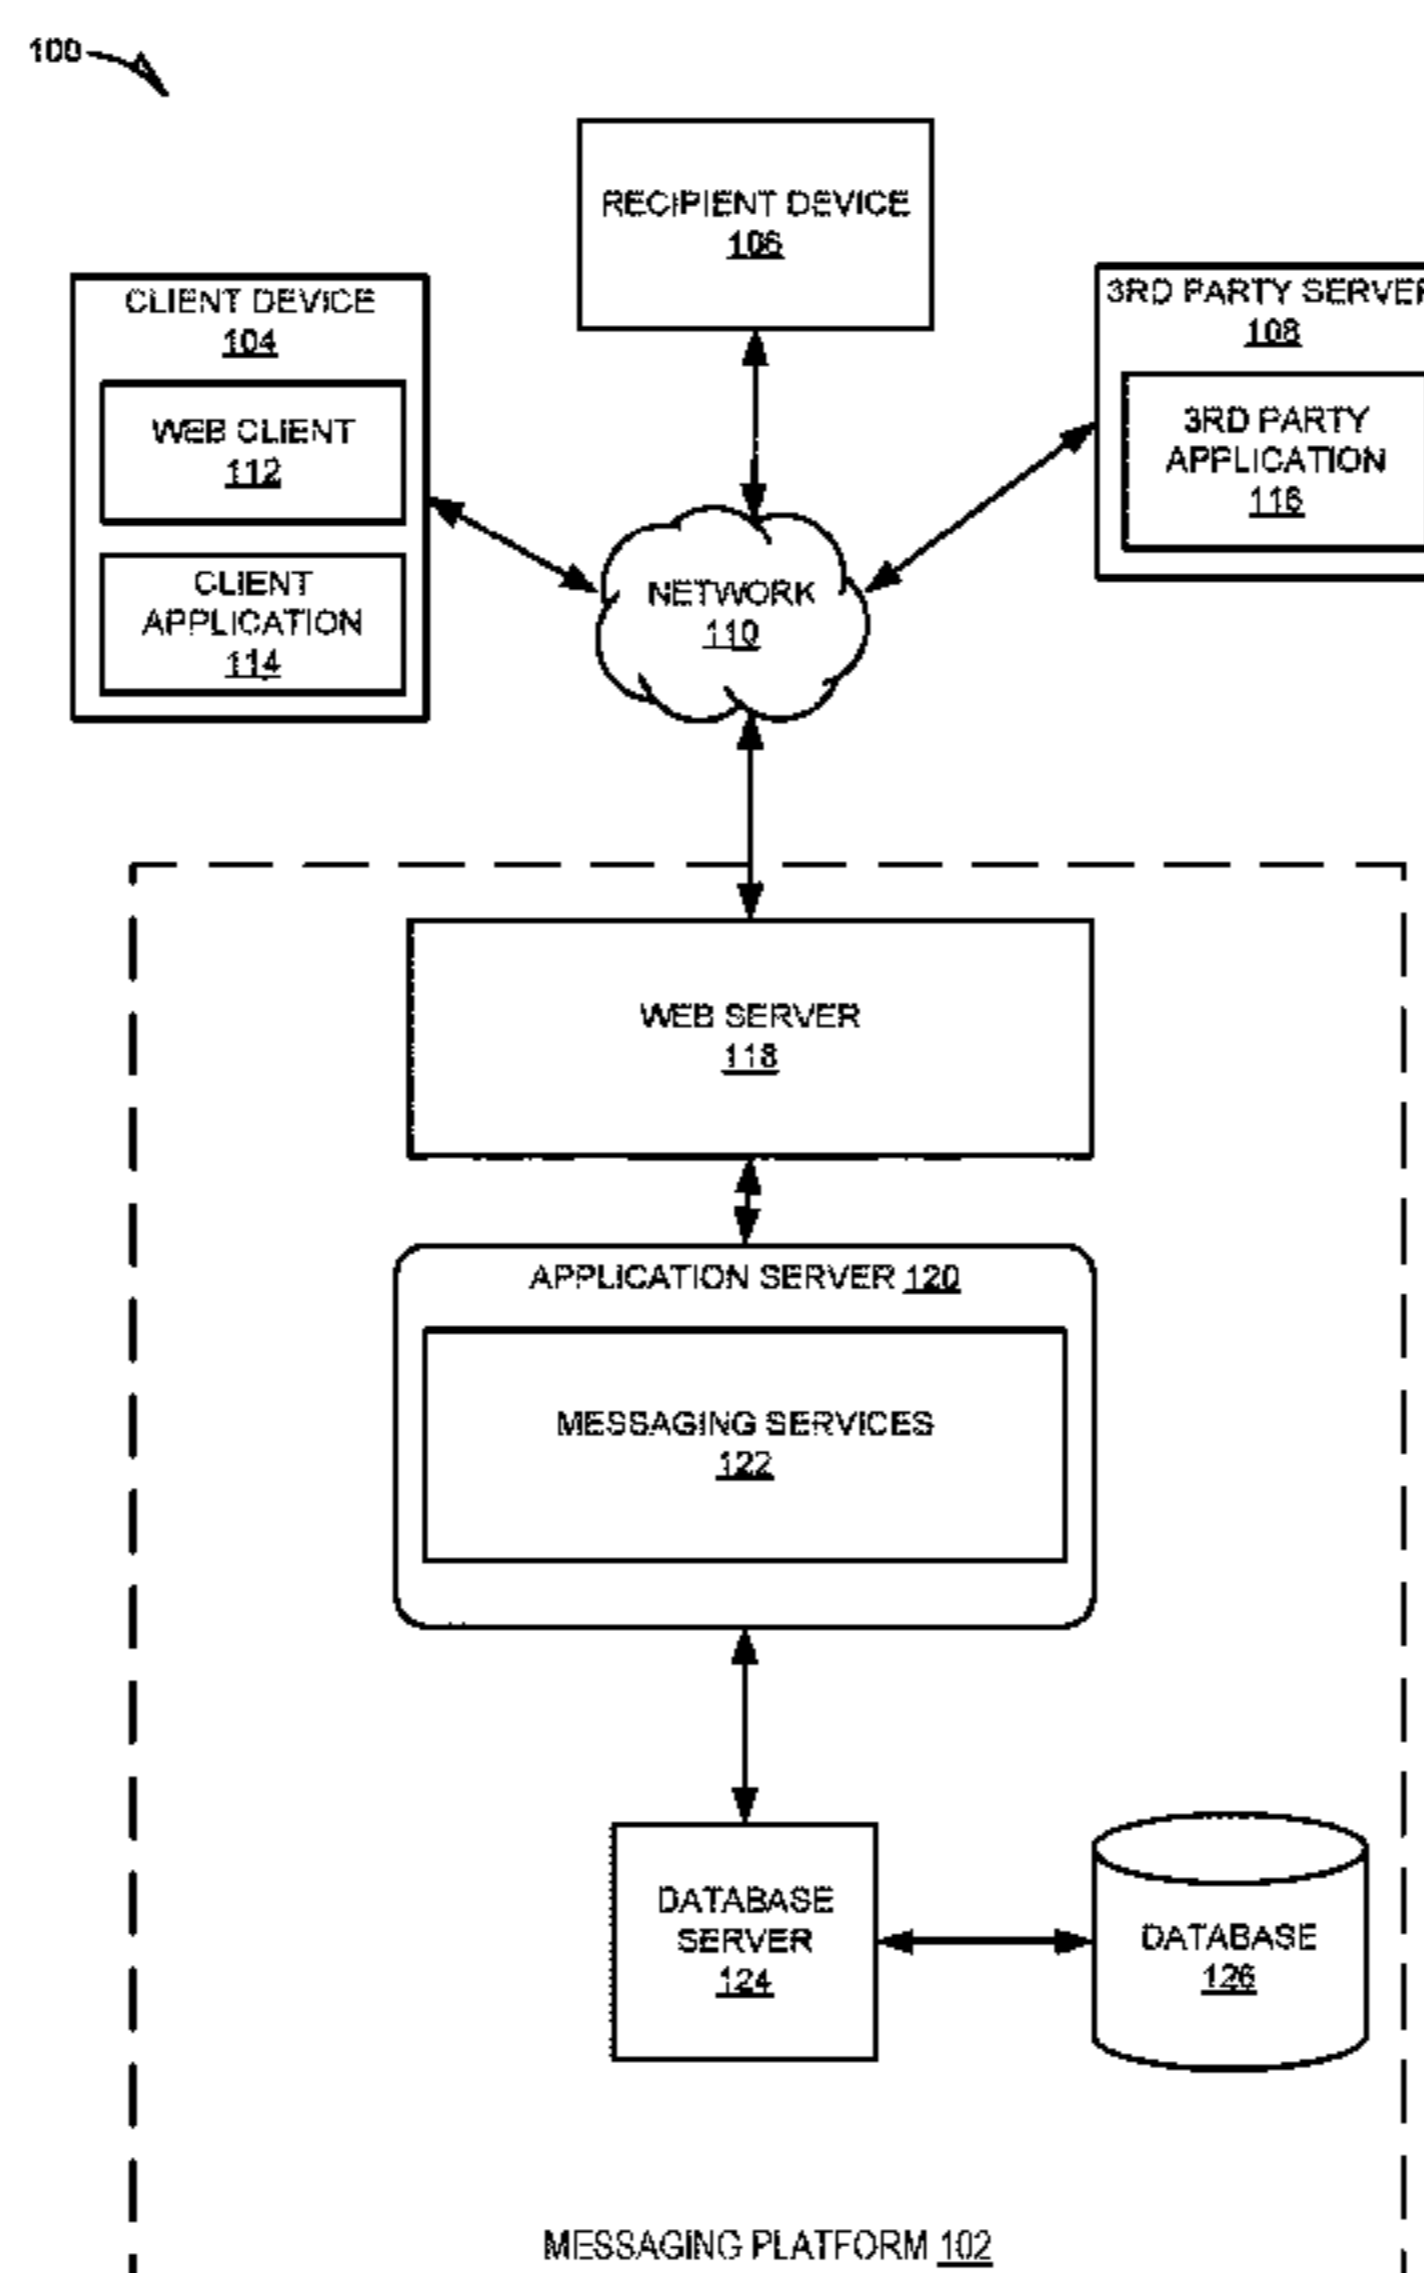 100
RECIPIENT DEVICE
106
CLIENT DEVICE
104
WEB CLIENT
112
CLIENT
APPLICATION
114
3RD PARTY SERVER
108
3RD PARTY
APPLICATION
116
NETWORK
110
WEB SERVER
118
APPLICATION SERVER 120
MESSAGING SERVICES
122
DATABASE
SERVER
124
DATABASE
126
MESSAGING PLATFORM 102